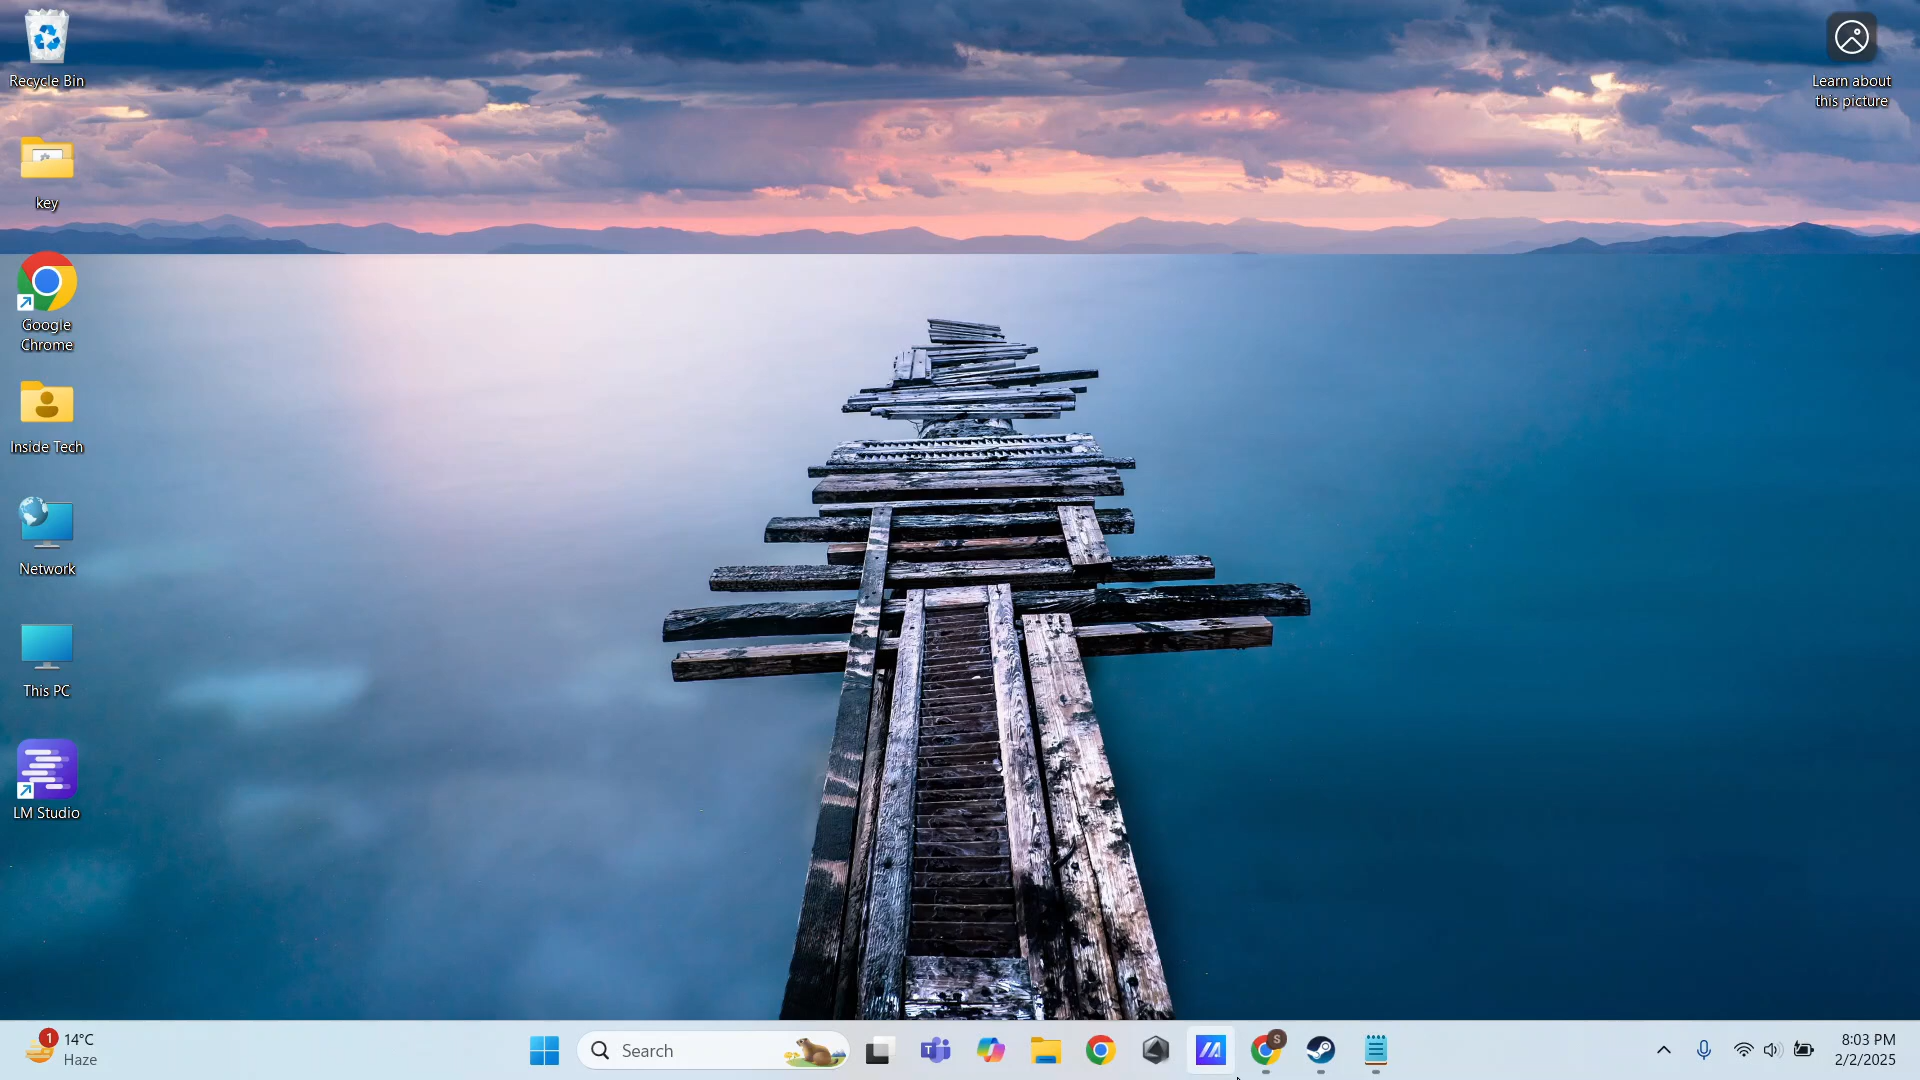 Recycle Bin
Learn about
this picture
key
Google
Chrome
Inside Tech
Network
This PC
LM Studio
1
14°C
Haze
Search
T
S
8:03 PM
2/2/2025